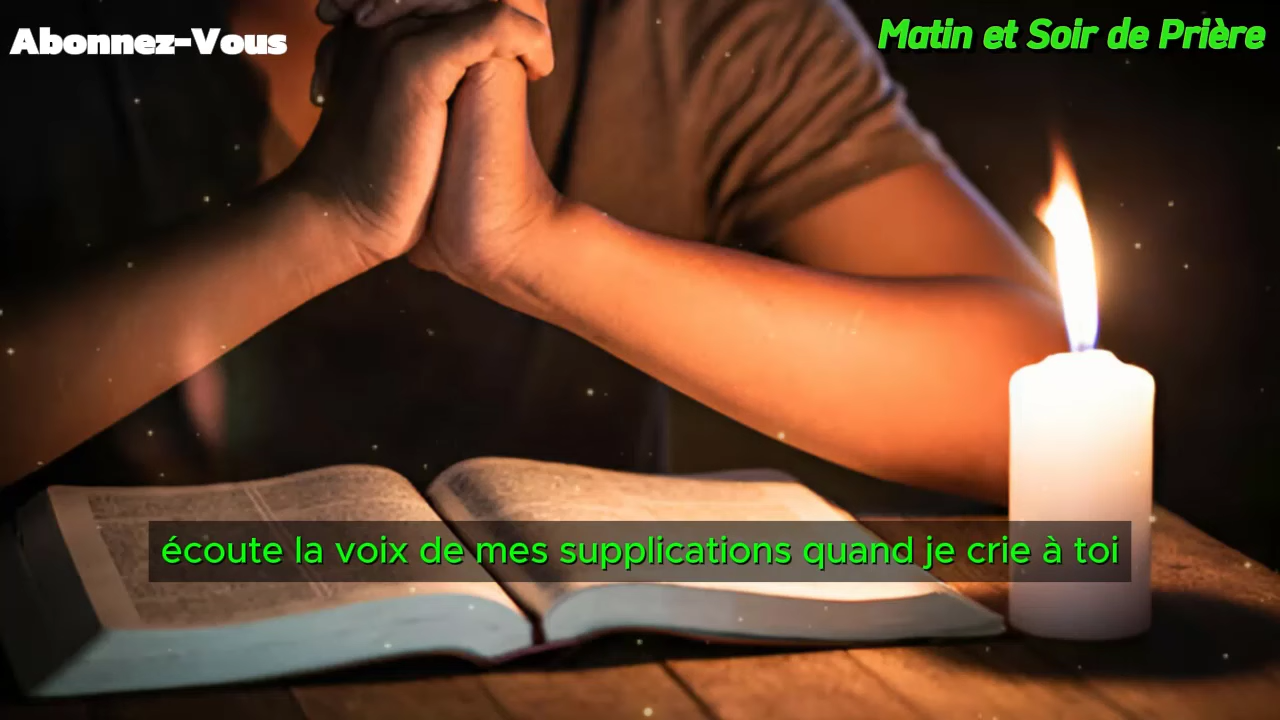 Abonnez-Vous
Matin et Soir de Prière
écoute la voix de mes supplications quand je crie à toi